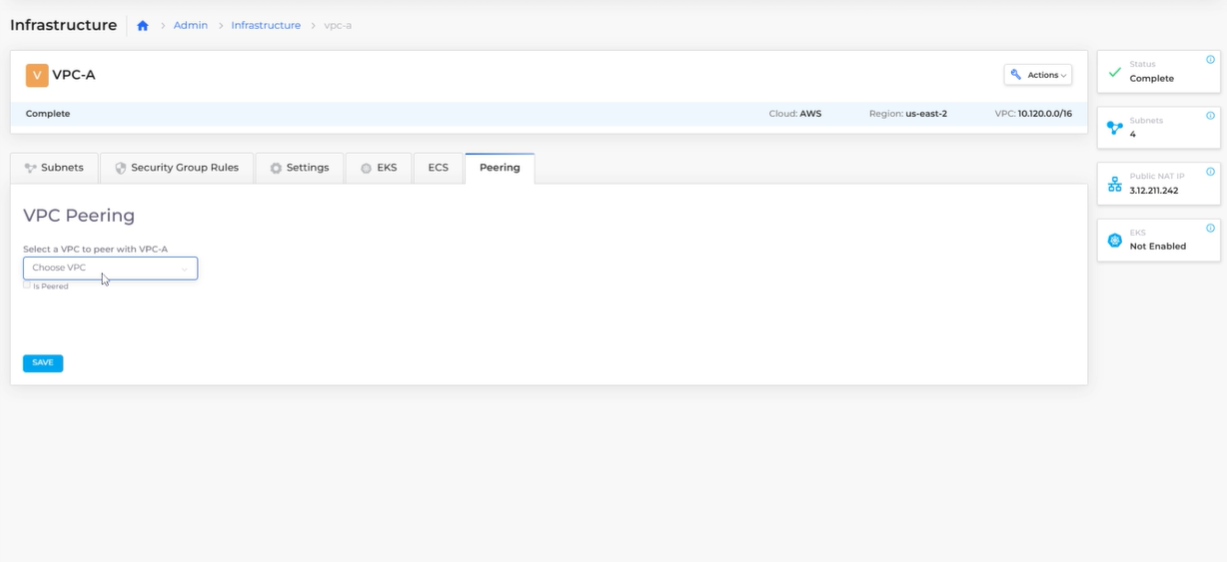 Infrastructure > Admin > Infrastructure > vpc-a
V VPC-A
Actions
Complete Cloud: AWS Region: us-east-2 VPC: 10.120.0.0/16
Subnets Security Group Rules Settings EKS ECS Peering
VPC Peering
Select a VPC to peer with VPC-A
Choose VPC
Is Peered
SAVE
Status
Complete
Subnets
4
Public NAT IP
3.12.211.242
EKS
Not Enabled